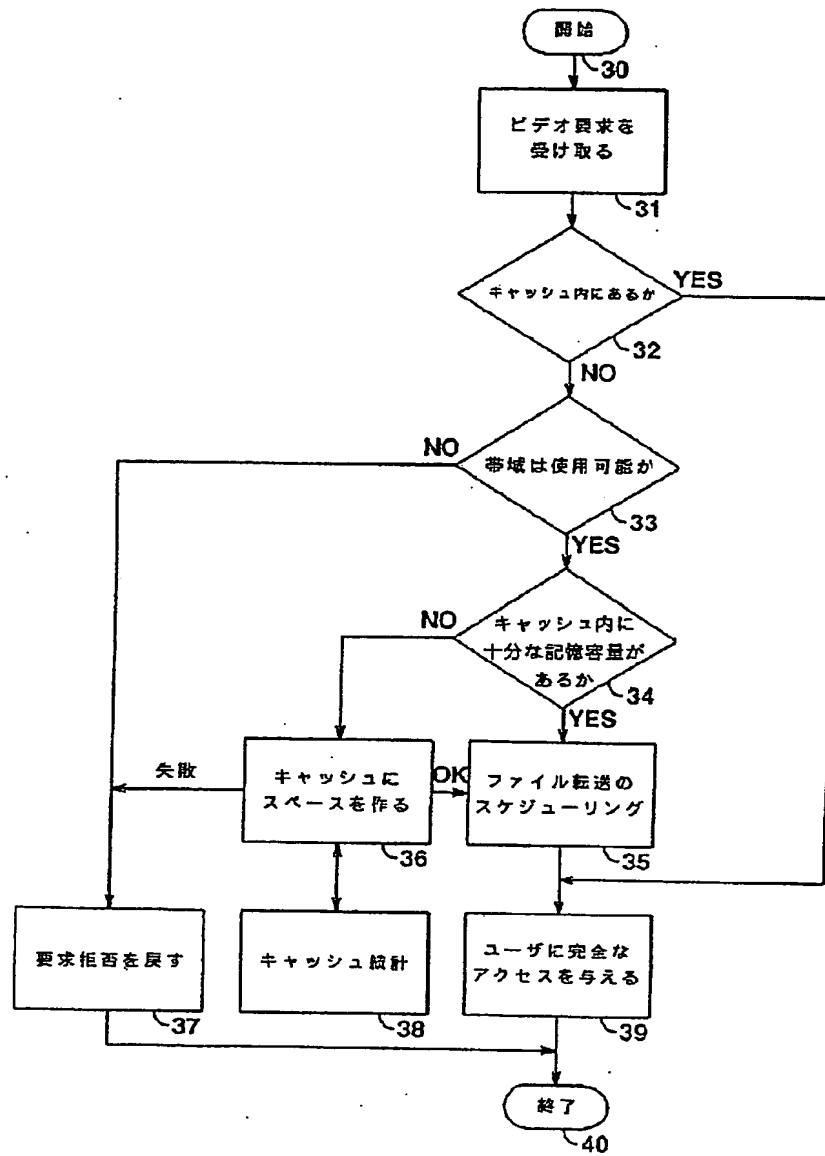 開始
30
ビデオ要求を
受け取る
31
キャッシュ内にあるか
YES
32
NO
NO
帯域は使用可能か
33
YES
NO
キャッシュ内に
十分な記憶容量が
あるか
34
YES
失敗
キャッシュに
スペースを作る
OK
ファイル転送の
スケジューリング
36
35
要求拒否を戻す
キャッシュ統計
ユーザに完全な
アクセスを与える
37
38
39
終了
40